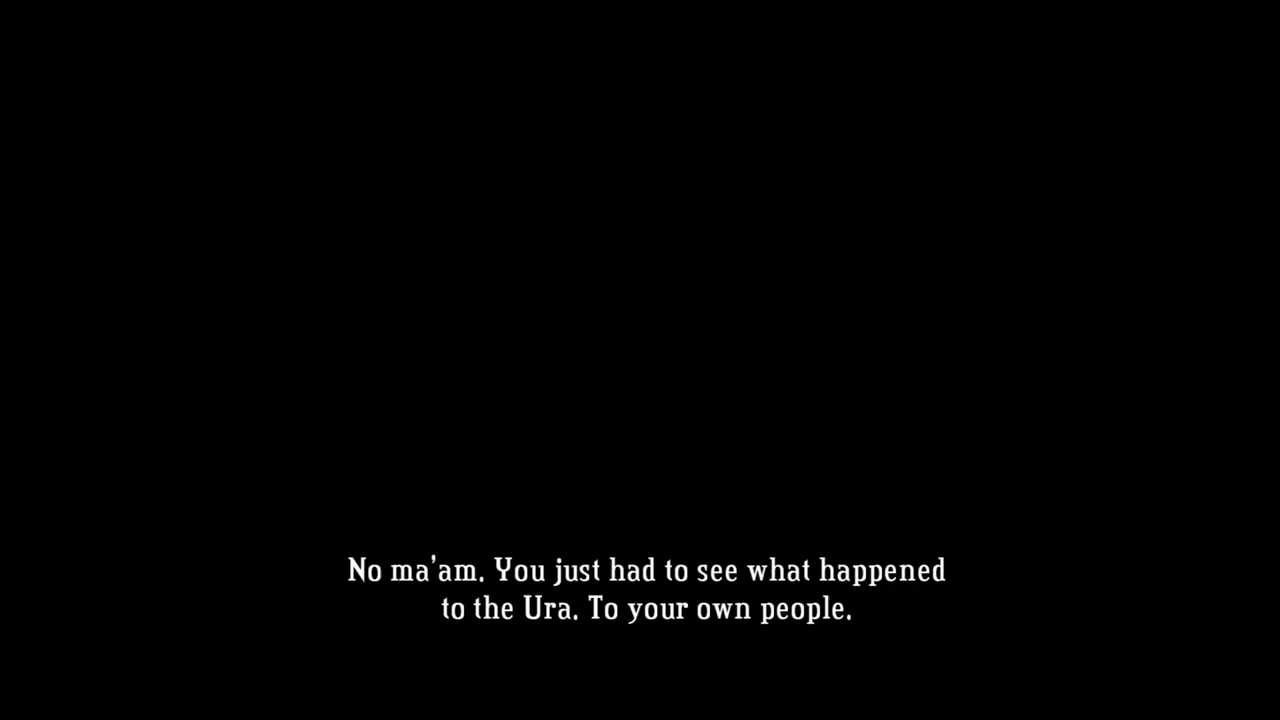 No ma'am. You just had to see what happened
to the Ura. To your own people.